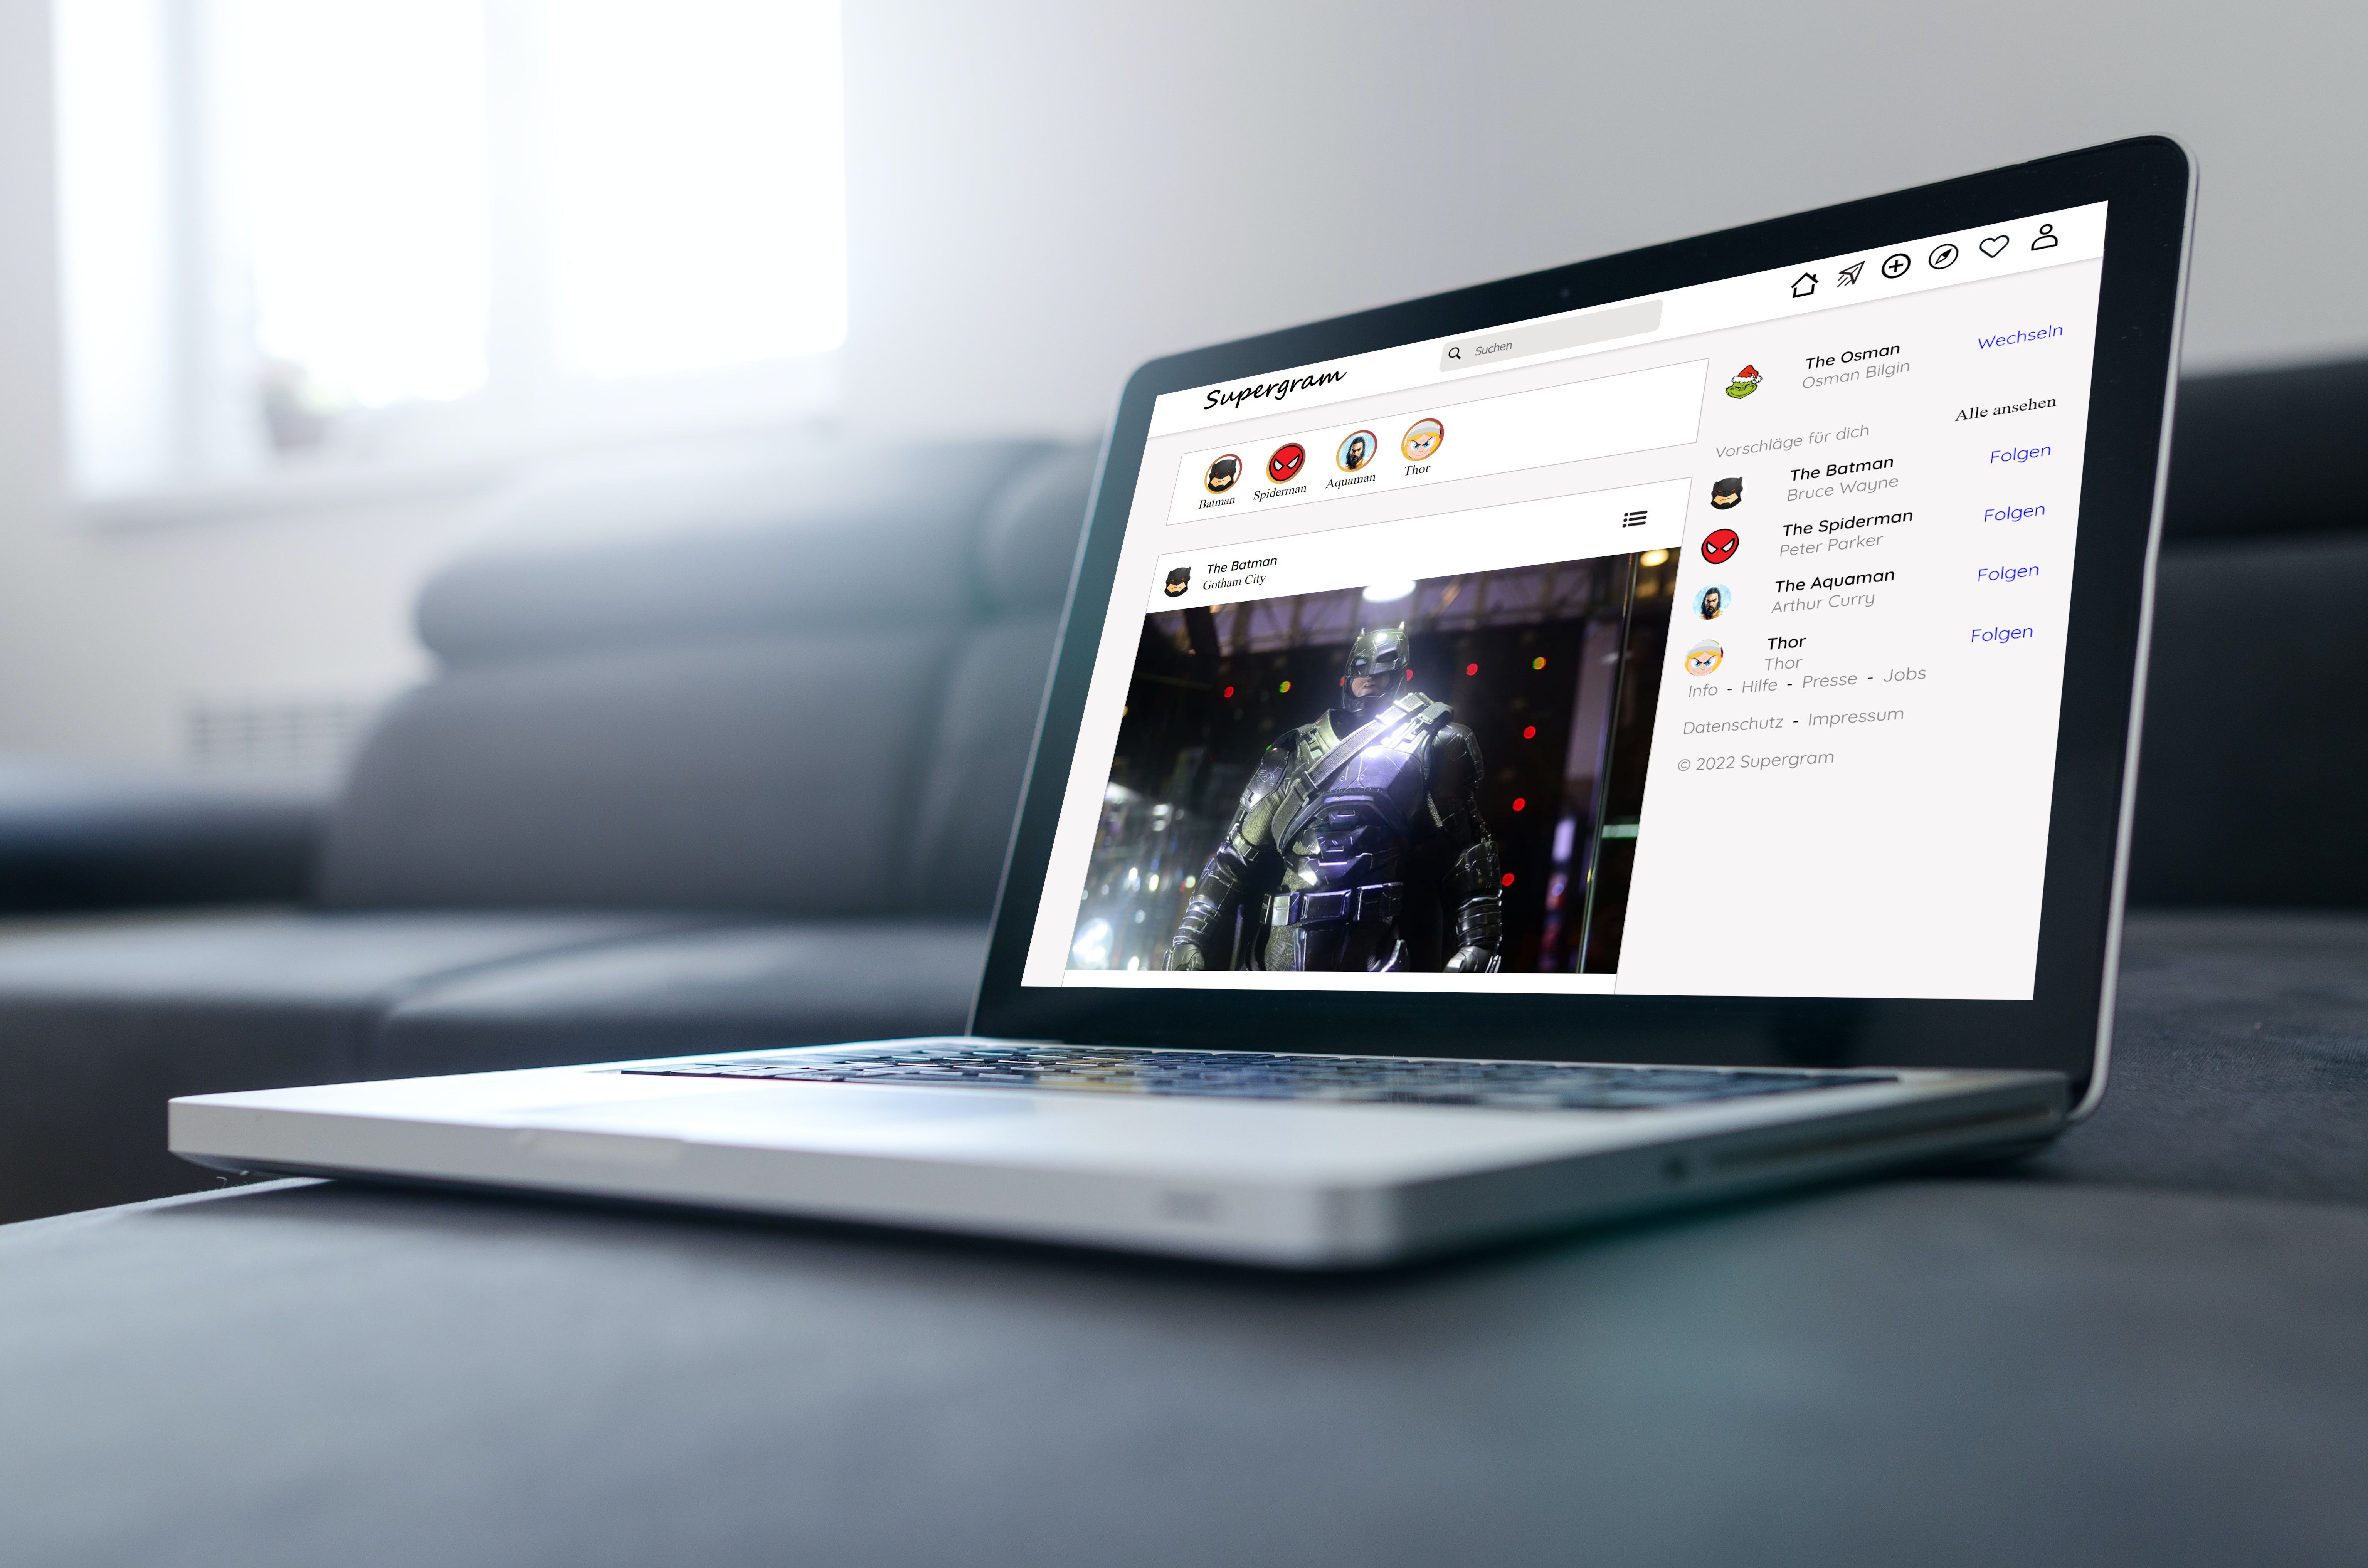 Supergram
Suchen
Batman
Spiderman
Aquaman
Thor
The Batman
Gotham City
The Osman
Osman Bilgin
Wechseln
Vorschläge für dich
Alle ansehen
The Batman
Bruce Wayne
Folgen
The Spiderman
Peter Parker
Folgen
The Aquaman
Arthur Curry
Folgen
Thor
Thor
Folgen
Info - Hilfe - Presse - Jobs
Datenschutz - Impressum
© 2022 Supergram